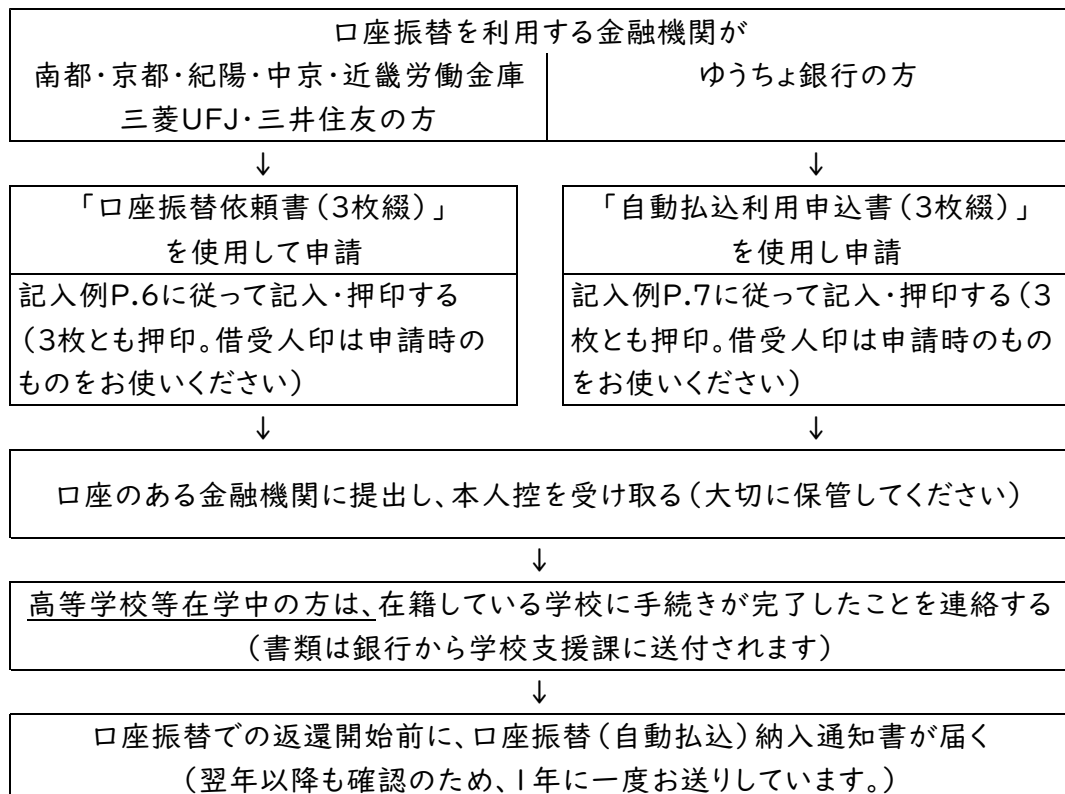 口座振替を利用する金融機関が
南都・京都・紀陽・中京・近畿労働金庫
三菱UFJ・三井住友の方
ゆうちょ銀行の方
↓
↓
「口座振替依頼書(3枚綴)」
を使用して申請
記入例P.6に従って記入・押印する
(3枚とも押印。借受人印は申請時の
ものをお使いください)
「自動払込利用申込書(3枚綴)」
を使用し申請
記入例P.7に従って記入・押印する(3
枚とも押印。借受人印は申請時のもの
をお使いください)
↓
↓
口座のある金融機関に提出し、本人控を受け取る(大切に保管してください)
↓
高等学校等在学中の方は、在籍している学校に手続きが完了したことを連絡する
(書類は銀行から学校支援課に送付されます)
↓
口座振替での返還開始前に、口座振替(自動払込)納入通知書が届く
(翌年以降も確認のため、1年に一度お送りしています。)